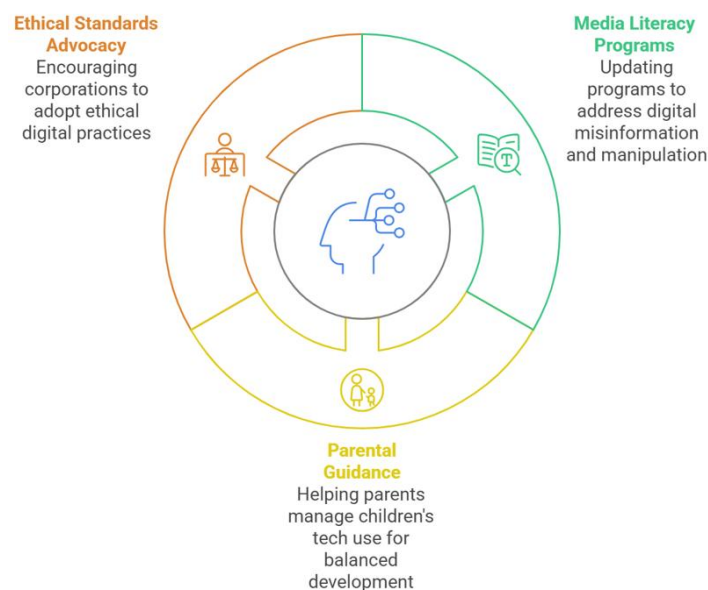 Ethical Standards
Advocacy
Encouraging
corporations to
adopt ethical
digital practices
Media Literacy
Programs
Updating
programs to
address digital
misinformation
and manipulation
T
Parental
Guidance
Helping parents
manage children's
tech use for
balanced
development